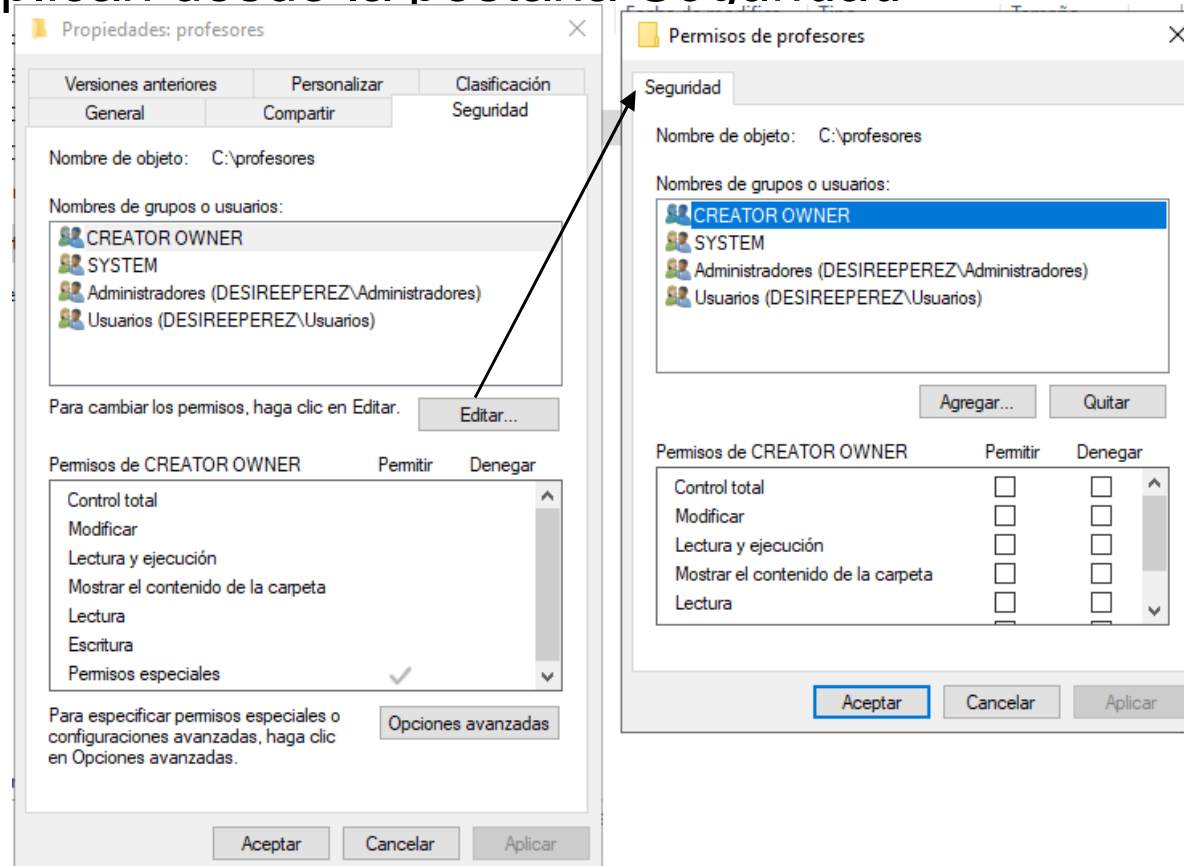 plican desde la pestaña Seguridad
Propiedades: profesores
Versiones anteriores Personalizar Clasificación
General Compartir Seguridad
Nombre de objeto: C:\profesores
Nombres de grupos o usuarios:
CREATOR OWNER
SYSTEM
Administradores (DESIREEPEREZ\Administradores)
Usuarios (DESIREEPEREZ\Usuarios)
Para cambiar los permisos, haga clic en Editar.
Editar...
Permisos de CREATOR OWNER Permitir Denegar
Control total
Modificar
Lectura y ejecución
Mostrar el contenido de la carpeta
Lectura
Escritura
Permisos especiales
Para especificar permisos especiales o
configuraciones avanzadas, haga clic
en Opciones avanzadas.
Opciones avanzadas
Aceptar Cancelar Aplicar
Permisos de profesores
Seguridad
Nombre de objeto: C:\profesores
Nombres de grupos o usuarios:
CREATOR OWNER
SYSTEM
Administradores (DESIREEPEREZ\Administradores)
Usuarios (DESIREEPEREZ\Usuarios)
Agregar... Quitar
Permisos de CREATOR OWNER Permitir Denegar
Control total
Modificar
Lectura y ejecución
Mostrar el contenido de la carpeta
Lectura
Aceptar Cancelar Aplicar